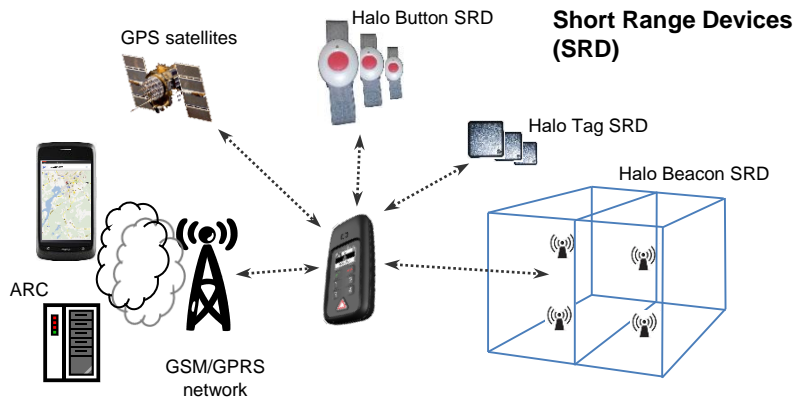 Short Range Devices
(SRD)
Halo Button SRD
GPS satellites
Halo Tag SRD
Halo Beacon SRD
ARC
GSM/GPRS
network